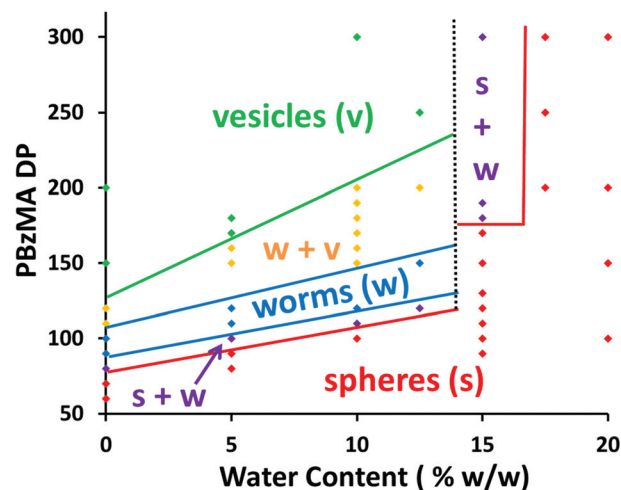 300
250
200
150
100
50
PBzMA DP
vesicles (v)
s
+
w
w + v
worms (w)
s + w
spheres (s)
0
5
10
15
20
Water Content ( % w/w)